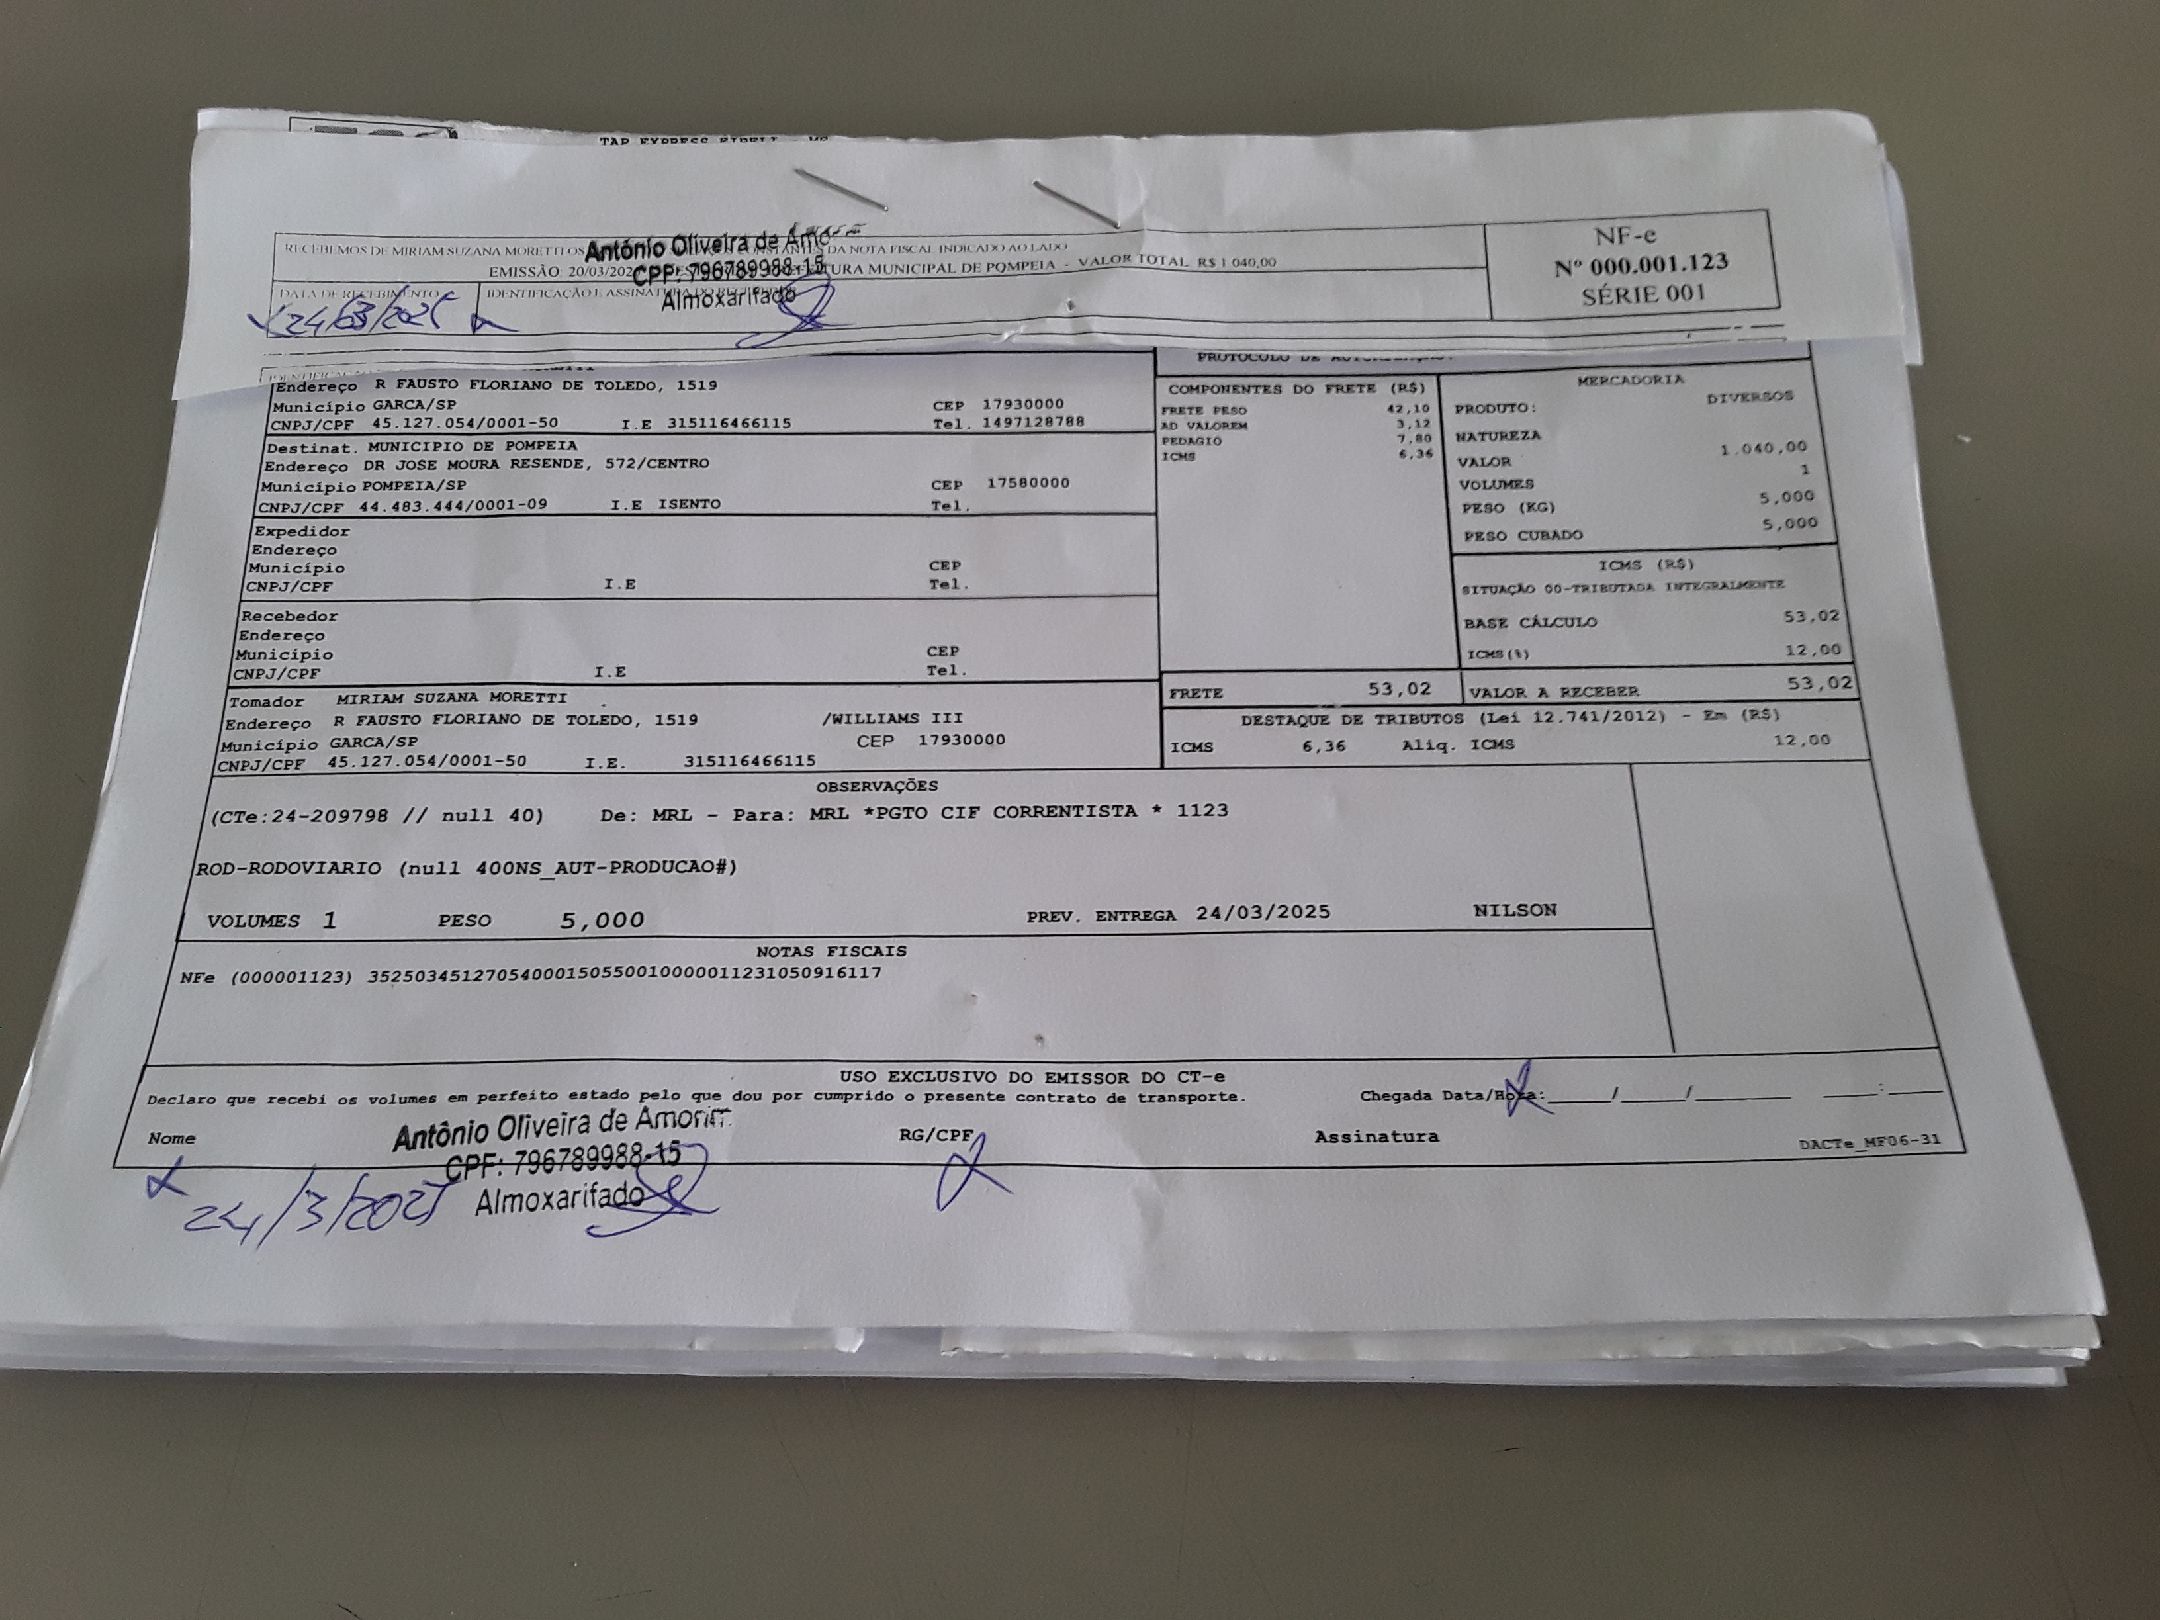 TAP EXPRESS EIRELI
RECEBEMOS DE MIRIAM SUZANA MORETTI OS DA NOTA FISCAL INDICADO AO LADO
EMISSÃO: 20/03/202 PREFEITURA MUNICIPAL DE POMPEIA - VALOR TOTAL R$ 1 040,00
António Oliveira de Amo
CPF: 796789988-15
Almoxarifado
DATA DE RECEBIMENTO
IDENTIFICAÇÃO E ASSINATURA DO RECEBEDOR
24/03/2025
NF-e
Nº 000.001.123
SÉRIE 001
PROTOCOLO DE
Endereço R FAUSTO FLORIANO DE TOLEDO, 1519
Município GARCA/SP CEP 17930000
CNPJ/CPF 45.127.054/0001-50 I.E 315116466115 Tel. 1497128788
Destinat. MUNICIPIO DE POMPEIA
Endereço DR JOSE MOURA RESENDE, 572/CENTRO
Município POMPEIA/SP CEP 17580000
CNPJ/CPF 44.483.444/0001-09 I.E ISENTO Tel.
Expedidor
Endereço
Município CEP
CNPJ/CPF I.E Tel.
Recebedor
Endereço
Município CEP
CNPJ/CPF I.E Tel.
Tomador MIRIAM SUZANA MORETTI
Endereço R FAUSTO FLORIANO DE TOLEDO, 1519 /WILLIAMS III
Município GARCA/SP CEP 17930000
CNPJ/CPF 45.127.054/0001-50 I.E. 315116466115
COMPONENTES DO FRETE (R$)
FRETE PESO 42,10
AD VALOREM 3,12
PEDAGIO 7,80
ICMS 6,36
MERCADORIA
PRODUTO: DIVERSOS
NATUREZA
VALOR 1.040,00
VOLUMES 1
PESO (KG) 5,000
PESO CUBADO 5,000
ICMS (R$)
SITUAÇÃO 00-TRIBUTADA INTEGRALMENTE
BASE CÁLCULO 53,02
ICMS(%) 12,00
FRETE 53,02 VALOR A RECEBER 53,02
DESTAQUE DE TRIBUTOS (Lei 12.741/2012) - Em (R$)
ICMS 6,36 Aliq. ICMS 12,00
OBSERVAÇÕES
(CTe:24-209798 // null 40) De: MRL - Para: MRL *PGTO CIF CORRENTISTA * 1123
ROD-RODOVIARIO (null 400NS_AUT-PRODUCAO#)
VOLUMES 1 PESO 5,000 PREV. ENTREGA 24/03/2025 NILSON
NOTAS FISCAIS
NFe (000001123) 35250345127054000150550010000011231050916117
USO EXCLUSIVO DO EMISSOR DO CT-e
Declaro que recebi os volumes em perfeito estado pelo que dou por cumprido o presente contrato de transporte. Chegada Data/Hora:_____/_____/_______ ____:____
Nome RG/CPF Assinatura DACTe_MF06-31
Antônio Oliveira de Amorim
CPF: 796789988-15
Almoxarifado
24/3/2025